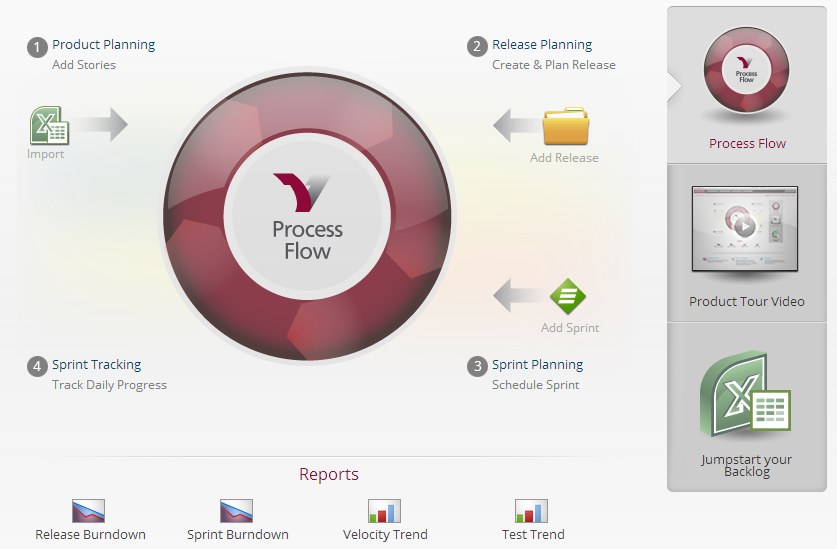 1 Product Planning
Add Stories
Import
2 Release Planning
Create & Plan Release
Add Release
Process
Flow
Add Sprint
4 Sprint Tracking
Track Daily Progress
3 Sprint Planning
Schedule Sprint
Reports
Release Burndown
Sprint Burndown
Velocity Trend
Test Trend
Process
Flow
Process Flow
Product Tour Video
Jumpstart your
Backlog